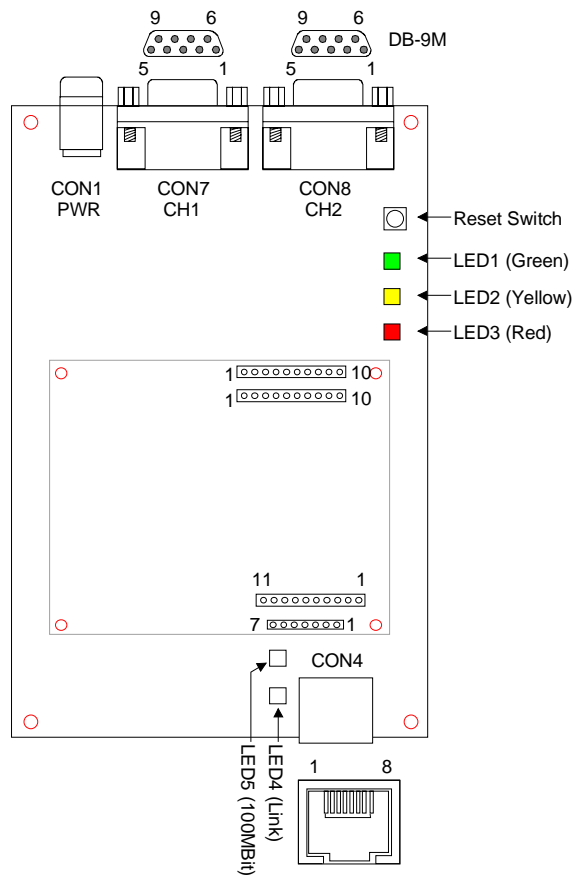 9 6
9 6
DB-9M
5 1
5 1
CON1
PWR
CON7
CH1
CON8
CH2
Reset Switch
LED1 (Green)
LED2 (Yellow)
LED3 (Red)
1 10
1 10
11 1
7 1
CON4
LED5 (100MBit)
LED4 (Link)
1 8